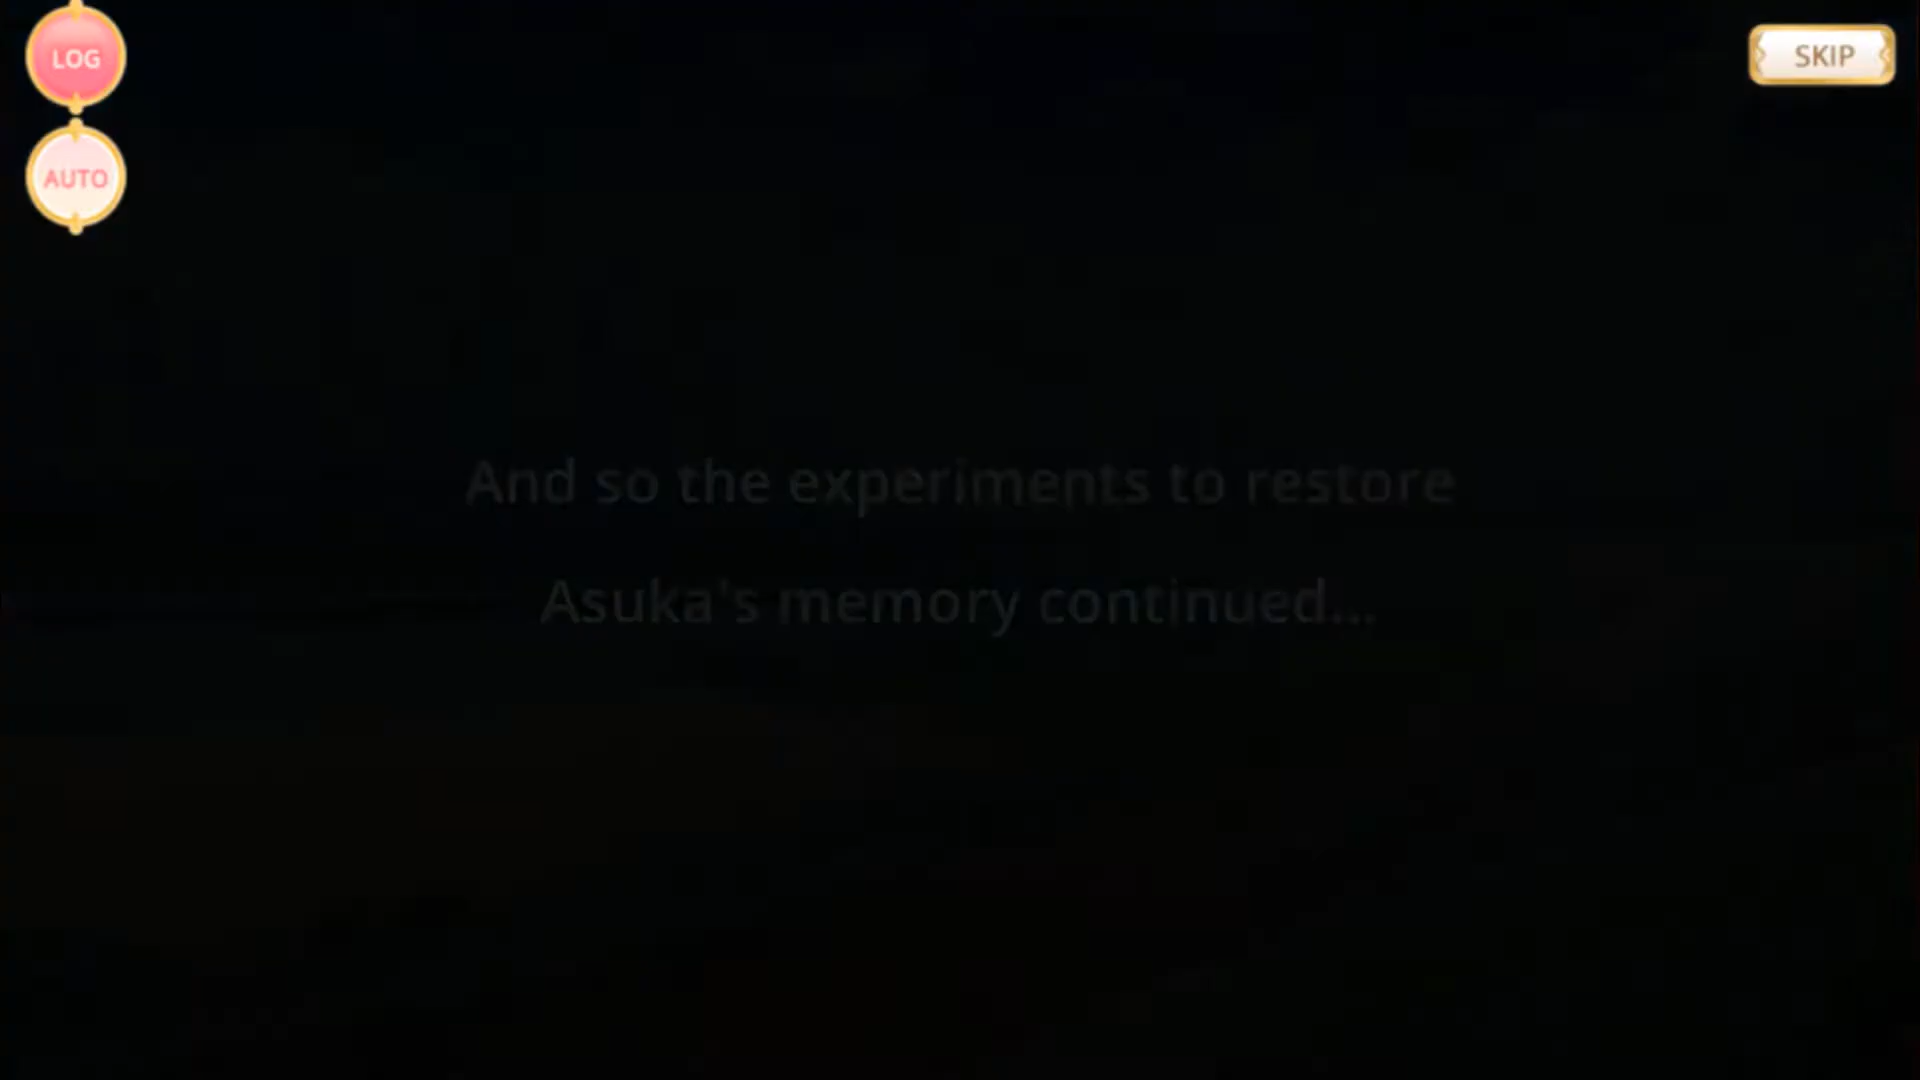 LOG
SKIP
AUTO
And so the experiments to restore
Asuka's memory continued...